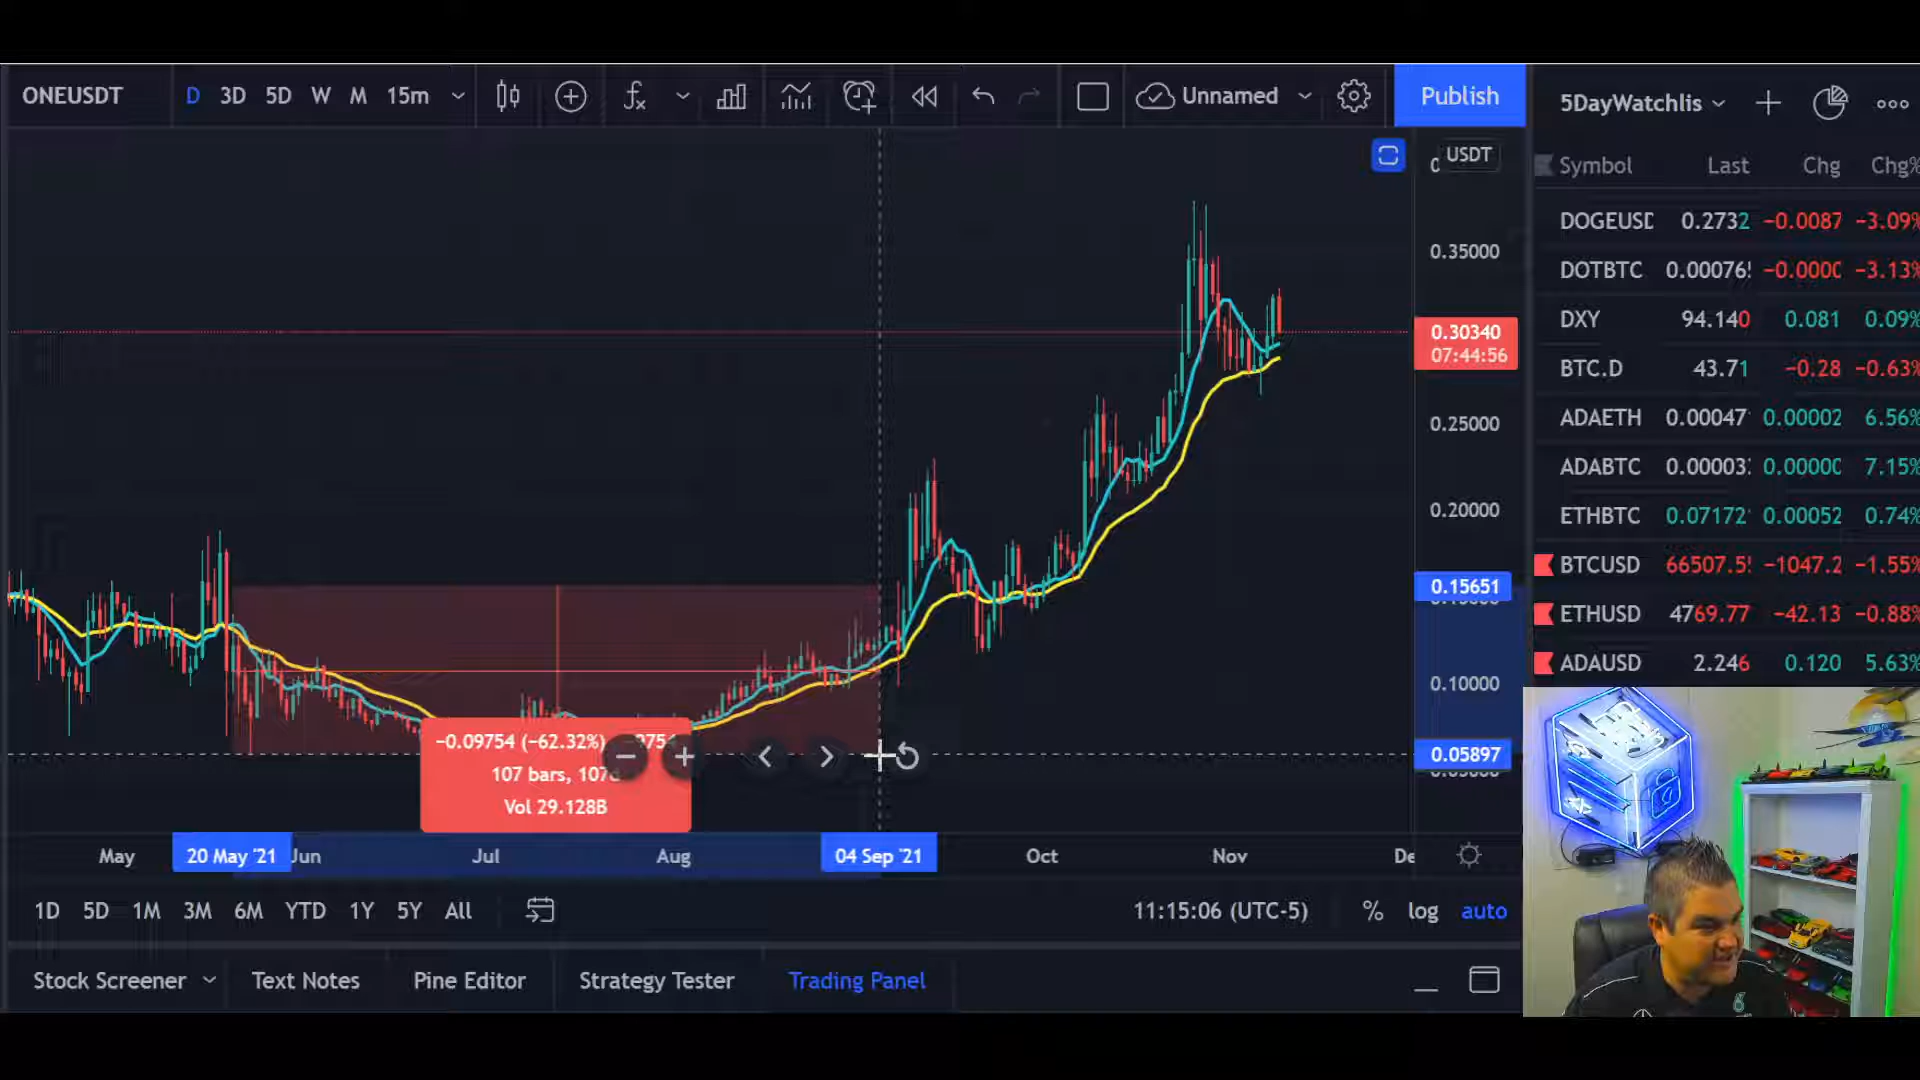 ONEUSDT D 3D 5D W M 15m Unnamed Publish
5DayWatchlis
USDT
Symbol Last Chg Chg%
DOGEUSD 0.2732 −0.0087 −3.09%
DOTBTC 0.000765 −0.0000 −3.13%
DXY 94.140 0.081 0.09%
BTC.D 43.71 −0.28 −0.63%
ADAETH 0.00047 0.00002 6.56%
ADABTC 0.000033 0.00000 7.15%
ETHBTC 0.07172 0.00052 0.74%
BTCUSD 66507.5 −1047.2 −1.55%
ETHUSD 4769.77 −42.13 −0.88%
ADAUSD 2.246 0.120 5.63%
0.35000
0.30340
07:44:56
0.25000
0.20000
0.15651
0.10000
0.05897
−0.09754 (−62.32%)
107 bars, 107d
Vol 29.128B
May 20 May '21 Jun Jul Aug 04 Sep '21 Oct Nov De
1D 5D 1M 3M 6M YTD 1Y 5Y All 11:15:06 (UTC-5) % log auto
Stock Screener Text Notes Pine Editor Strategy Tester Trading Panel